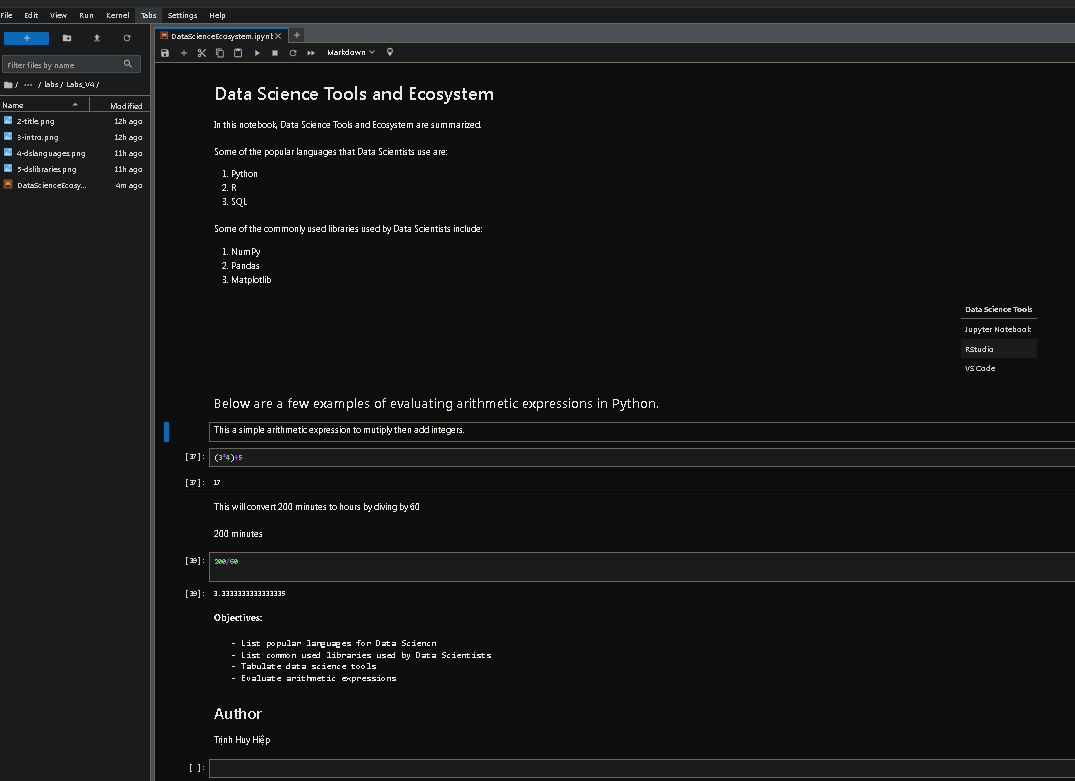 File Edit View Run Kernel Tabs Settings Help
DataScienceEcosystem.ipynb
Markdown
Filter files by name
/ ··· / labs / Labs_V4 /
Name Modified
2-title.png 12h ago
3-intro.png 12h ago
4-dslanguages.png 11h ago
5-dslibraries.png 11h ago
DataScienceEcosy... 4m ago
Data Science Tools and Ecosystem
In this notebook, Data Science Tools and Ecosystem are summarized.
Some of the popular languages that Data Scientists use are:
1. Python
2. R
3. SQL
Some of the commonly used libraries used by Data Scientists include:
1. NumPy
2. Pandas
3. Matplotlib
Data Science Tools
Jupyter Notebook
RStudio
VS Code
Below are a few examples of evaluating arithmetic expressions in Python.
This a simple arithmetic expression to mutiply then add integers.
[37]: (3*4)+5
[37]: 17
This will convert 200 minutes to hours by diving by 60
200 minutes
[39]: 200/60
[39]: 3.3333333333333335
Objectives:
- List popular languages for Data Sciencn
- List common used libraries used by Data Scientists
- Tabulate data science tools
- Evaluate arithmetic expressions
Author
Trịnh Huy Hiệp
[ ]: